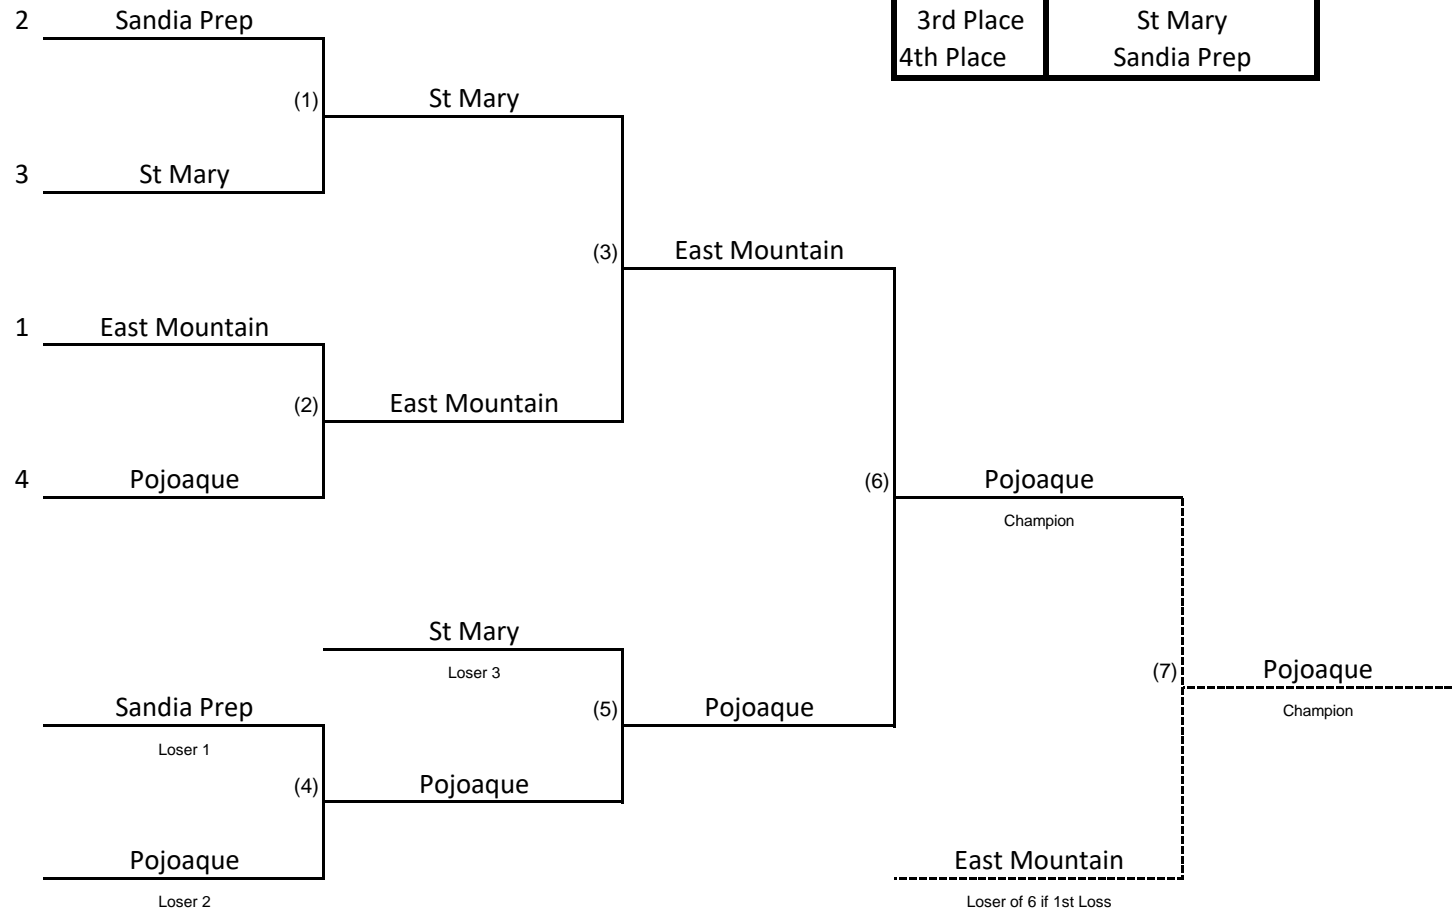 2 Sandia Prep
3rd Place St Mary
4th Place Sandia Prep
(1) St Mary
3 St Mary
(3) East Mountain
1 East Mountain
(2) East Mountain
4 Pojoaque
(6) Pojoaque
Champion
St Mary
Loser 3
(7) Pojoaque
Champion
Sandia Prep
Loser 1
(5) Pojoaque
(4) Pojoaque
Pojoaque
Loser 2
East Mountain
Loser of 6 if 1st Loss